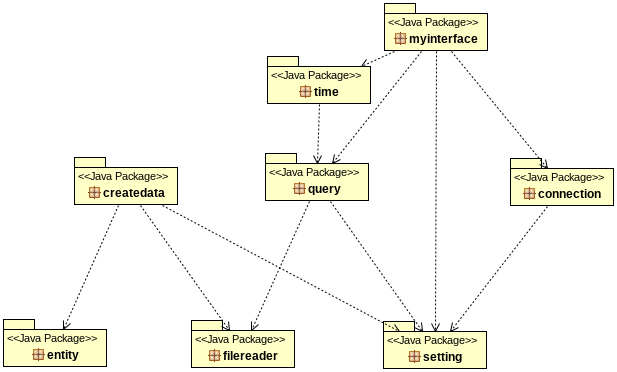 <<Java Package>>
myinterface
<<Java Package>>
time
<<Java Package>>
createdata
<<Java Package>>
query
<<Java Package>>
connection
<<Java Package>>
entity
<<Java Package>>
filereader
<<Java Package>>
setting